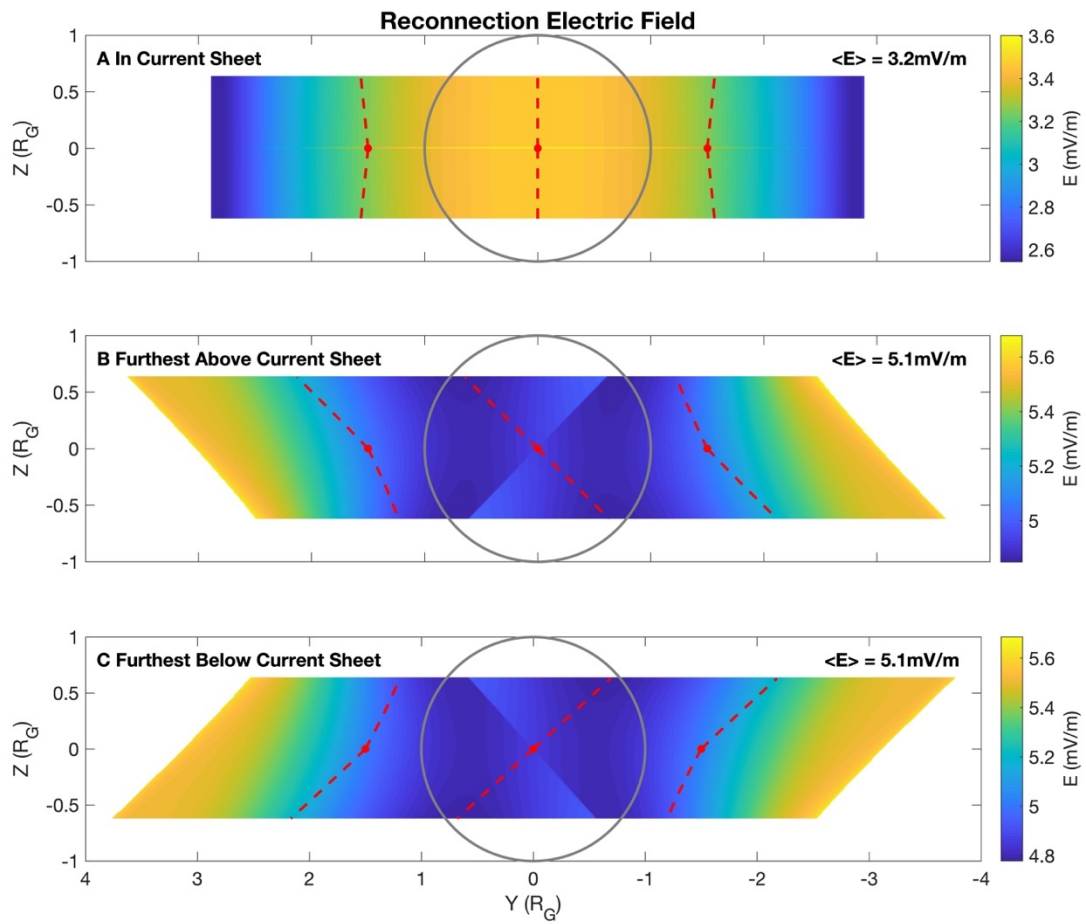 Reconnection Electric Field
A In Current Sheet
<E> = 3.2mV/m
1
0.5
0
-0.5
-1
Z (R_G)
3.6
3.4
3.2
3
2.8
2.6
E (mV/m)
B Furthest Above Current Sheet
<E> = 5.1mV/m
1
0.5
0
-0.5
-1
Z (R_G)
5.6
5.4
5.2
5
E (mV/m)
C Furthest Below Current Sheet
<E> = 5.1mV/m
1
0.5
0
-0.5
-1
Z (R_G)
5.6
5.4
5.2
5
4.8
E (mV/m)
4 3 2 1 0 -1 -2 -3 -4
Y (R_G)